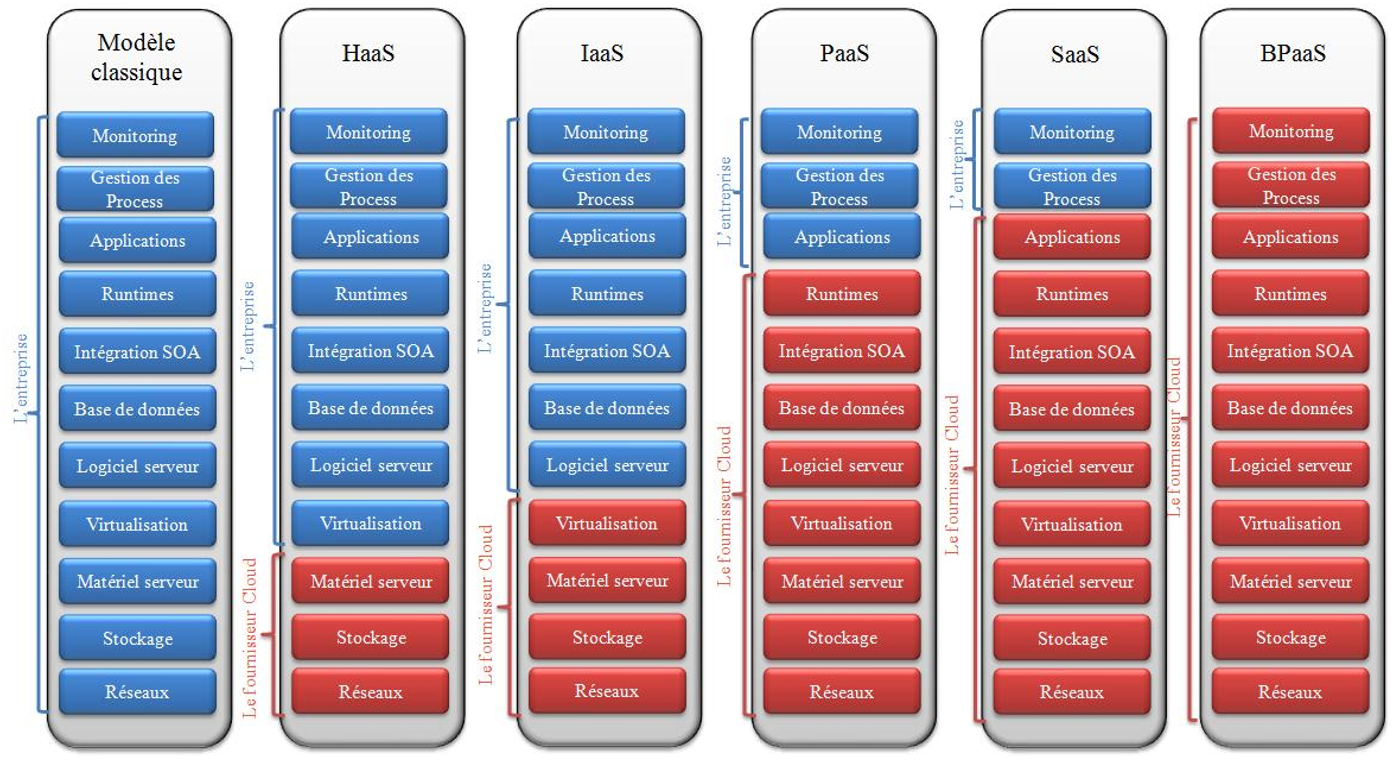 Modèle
classique
L'entreprise
Monitoring
Gestion des
Process
Applications
Runtimes
Intégration SOA
Base de données
Logiciel serveur
Virtualisation
Matériel serveur
Stockage
Réseaux
HaaS
L'entreprise
Le fournisseur Cloud
Monitoring
Gestion des
Process
Applications
Runtimes
Intégration SOA
Base de données
Logiciel serveur
Virtualisation
Matériel serveur
Stockage
Réseaux
IaaS
L'entreprise
Le fournisseur Cloud
Monitoring
Gestion des
Process
Applications
Runtimes
Intégration SOA
Base de données
Logiciel serveur
Virtualisation
Matériel serveur
Stockage
Réseaux
PaaS
L'entreprise
Le fournisseur Cloud
Monitoring
Gestion des
Process
Applications
Runtimes
Intégration SOA
Base de données
Logiciel serveur
Virtualisation
Matériel serveur
Stockage
Réseaux
SaaS
L'entreprise
Le fournisseur Cloud
Monitoring
Gestion des
Process
Applications
Runtimes
Intégration SOA
Base de données
Logiciel serveur
Virtualisation
Matériel serveur
Stockage
Réseaux
BPaaS
Le fournisseur Cloud
Monitoring
Gestion des
Process
Applications
Runtimes
Intégration SOA
Base de données
Logiciel serveur
Virtualisation
Matériel serveur
Stockage
Réseaux